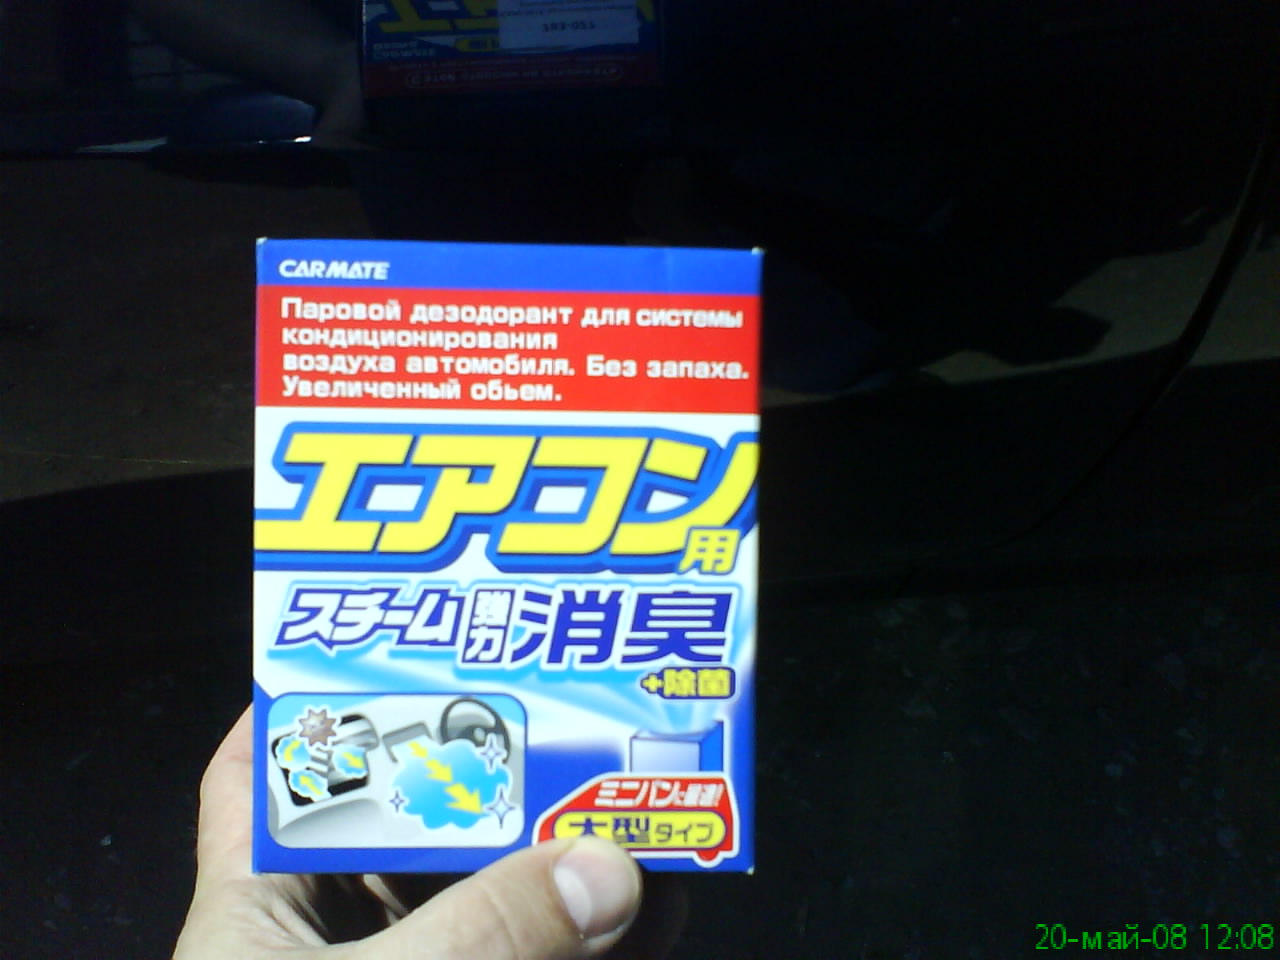 CARMATE
Паровой дезодорант для системы
кондиционирования
воздуха автомобиля. Без запаха.
Увеличенный обьем.
エアコン用
スチーム強力消臭
+除菌
ミニバンに最適!
大型タイプ
20-май-08 12:08